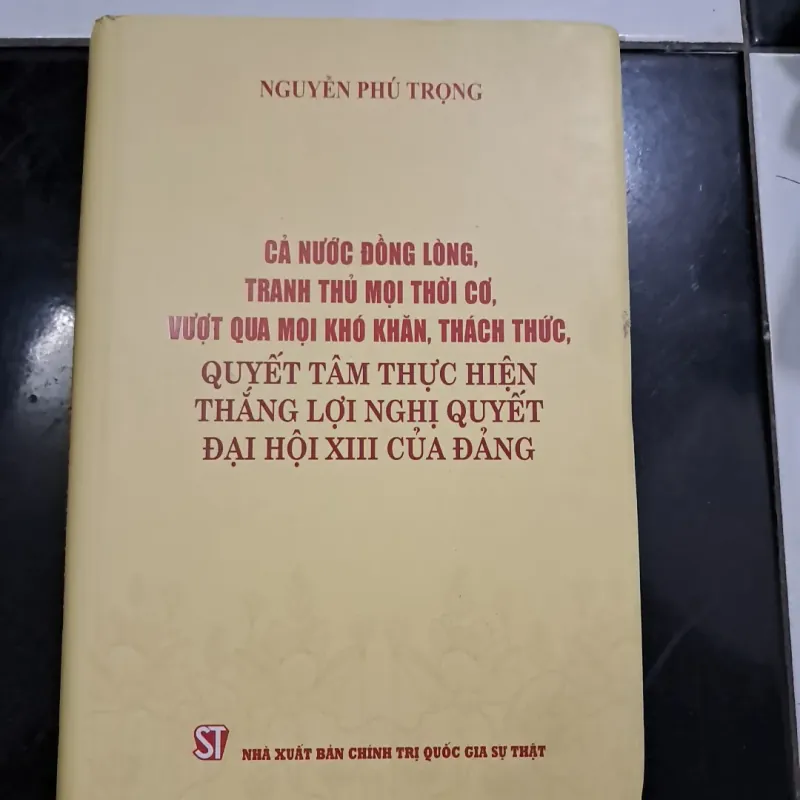 NGUYỄN PHÚ TRỌNG
CẢ NƯỚC ĐỒNG LÒNG,
TRANH THỦ MỌI THỜI CƠ,
VƯỢT QUA MỌI KHÓ KHĂN, THÁCH THỨC,
QUYẾT TÂM THỰC HIỆN
THẮNG LỢI NGHỊ QUYẾT
ĐẠI HỘI XIII CỦA ĐẢNG
ST NHÀ XUẤT BẢN CHÍNH TRỊ QUỐC GIA SỰ THẬT